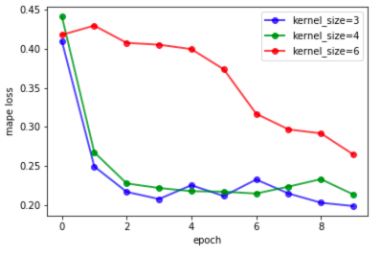 0.45
0.40
0.35
0.30
0.25
0.20
mape loss
kernel_size=3
kernel_size=4
kernel_size=6
0 2 4 6 8
epoch